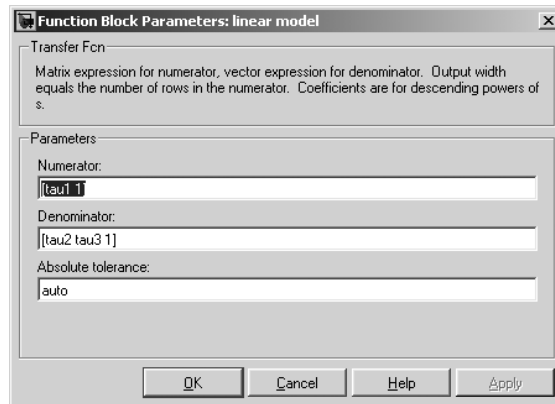 Function Block Parameters: linear model
Transfer Fcn
Matrix expression for numerator, vector expression for denominator. Output width
equals the number of rows in the numerator. Coefficients are for descending powers of
s.
Parameters
Numerator:
[tau1 1]
Denominator:
[tau2 tau3 1]
Absolute tolerance:
auto
OK Cancel Help Apply